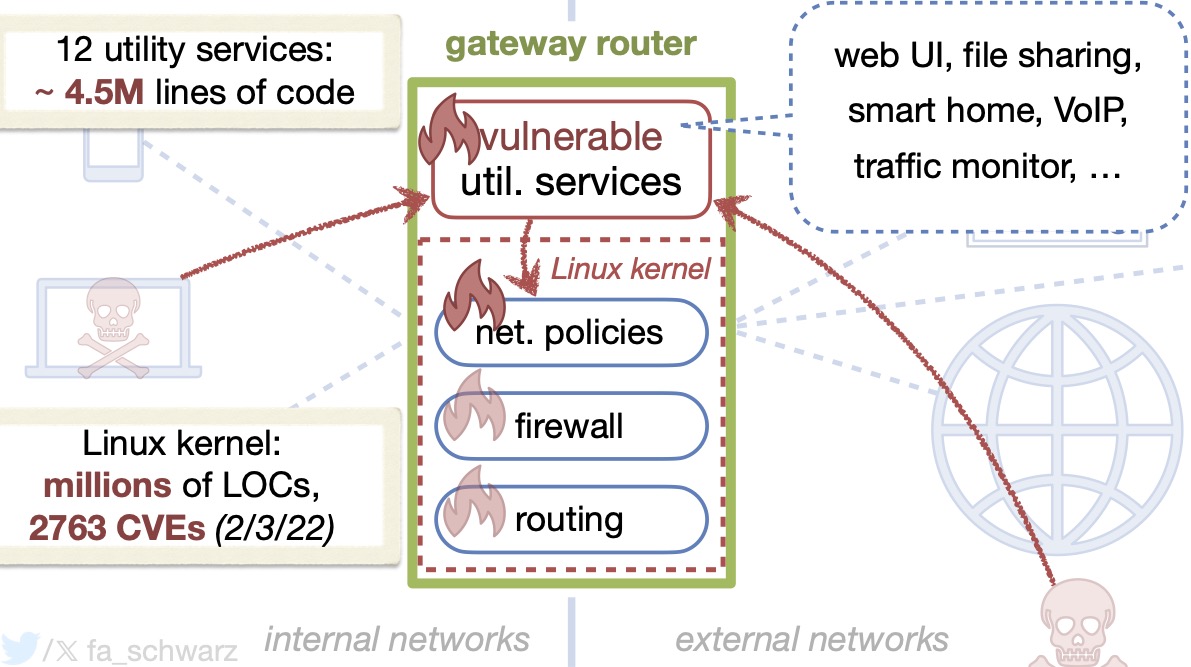 12 utility services:
~ 4.5M lines of code
gateway router
web UI, file sharing,
smart home, VoIP,
traffic monitor, …
vulnerable
util. services
Linux kernel
net. policies
firewall
routing
Linux kernel:
millions of LOCs,
2763 CVEs (2/3/22)
internal networks
external networks
/𝕏 fa_schwarz